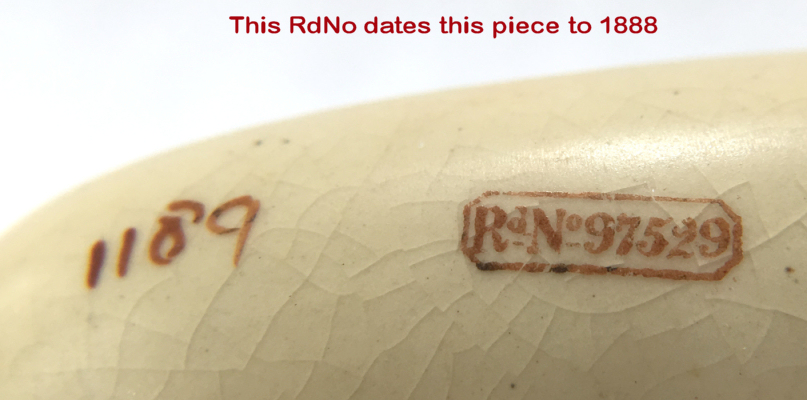 This RdNo dates this piece to 1888
1189
RdNo 97529